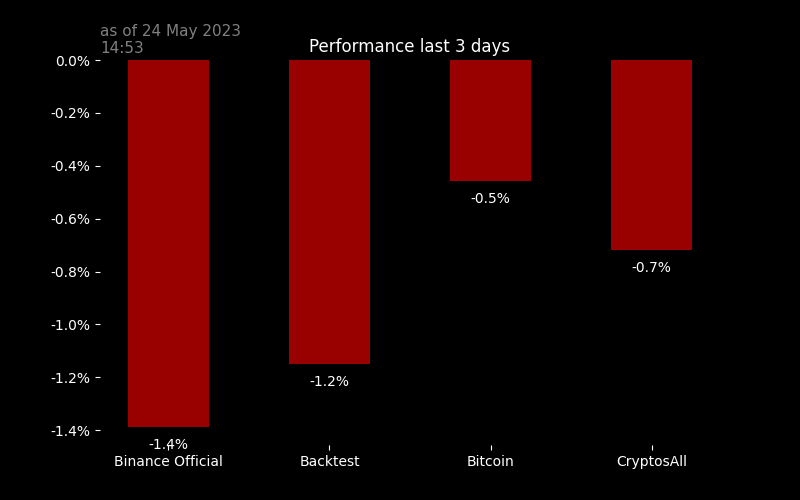 as of 24 May 2023
14:53
Performance last 3 days
0.0%
-0.2%
-0.4%
-0.6%
-0.8%
-1.0%
-1.2%
-1.4%
-1.4%
-1.2%
-0.5%
-0.7%
Binance Official
Backtest
Bitcoin
CryptosAll